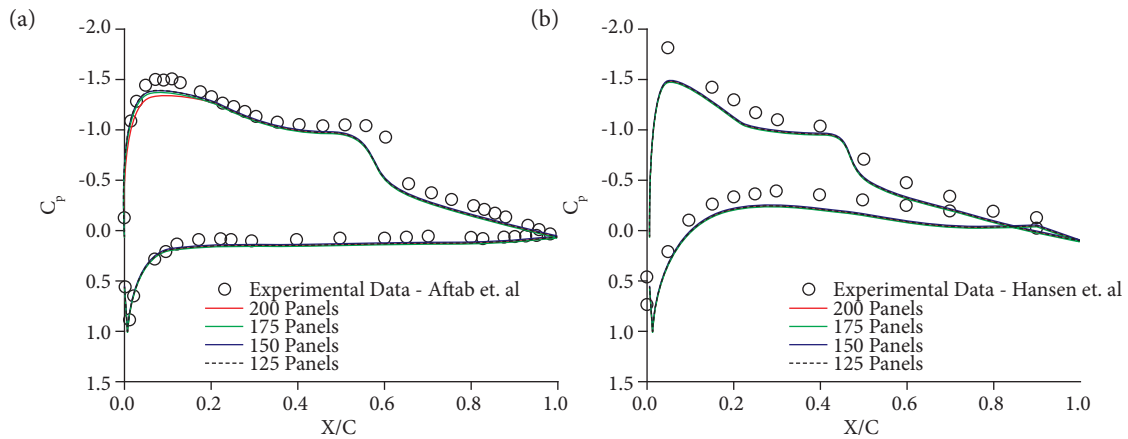 (a)
-2.0
-1.5
-1.0
-0.5
0.0
0.5
1.0
1.5
Cp
0.0 0.2 0.4 0.6 0.8 1.0
X/C
Experimental Data - Aftab et. al
200 Panels
175 Panels
150 Panels
125 Panels
(b)
-2.0
-1.5
-1.0
-0.5
0.0
0.5
1.0
1.5
Cp
0.0 0.2 0.4 0.6 0.8 1.0
X/C
Experimental Data - Hansen et. al
200 Panels
175 Panels
150 Panels
125 Panels